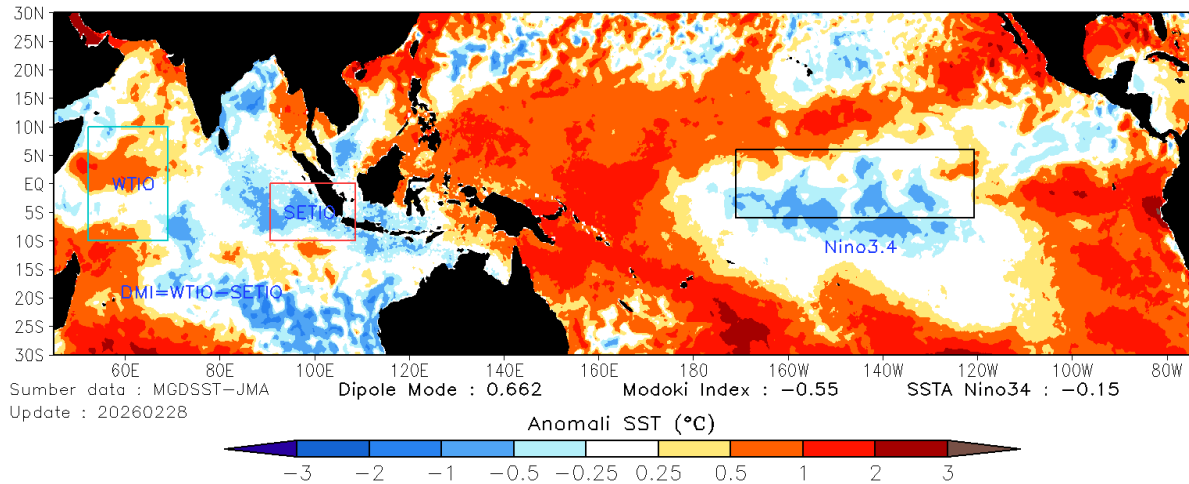 30N
25N
20N
15N
10N
5N
EQ
5S
10S
15S
20S
25S
30S
WTIO
SETIO
Nino3.4
DMI=WTIO-SETIO
60E 80E 100E 120E 140E 160E 180 160W 140W 120W 100W 80W
Sumber data : MGDSST-JMA Dipole Mode : 0.662 Modoki Index : -0.55 SSTA Nino34 : -0.15
Update : 20260228
Anomali SST (°C)
-3 -2 -1 -0.5 -0.25 0.25 0.5 1 2 3